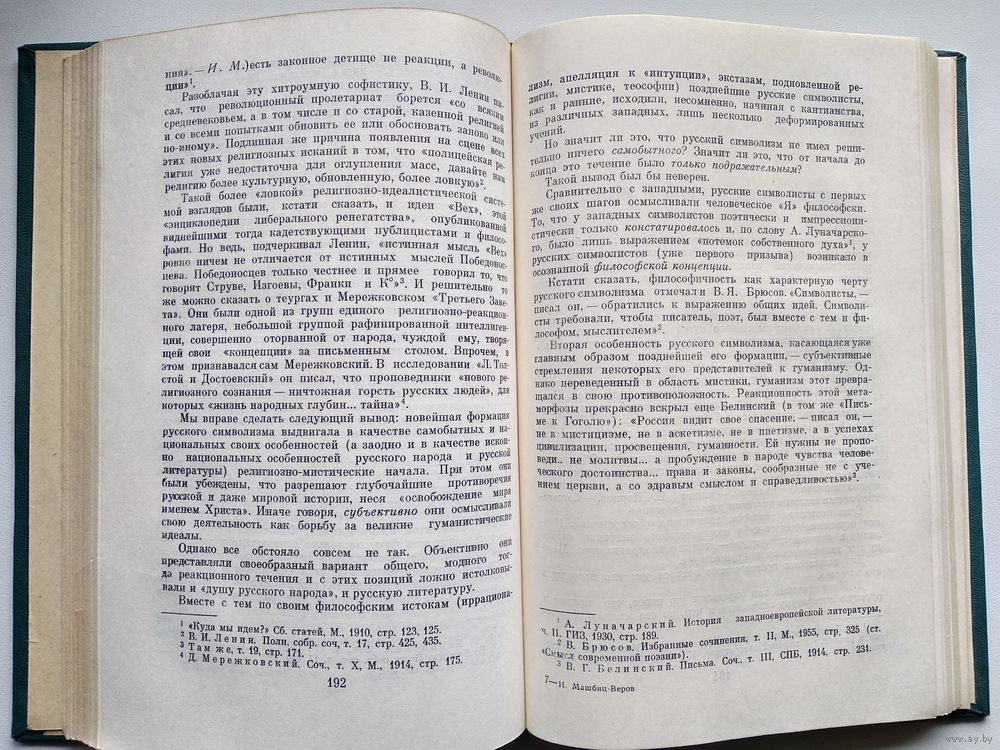 ния». — И. М.) есть законное детище не реакции, а револю-
ции»¹.
Разоблачая эту хитроумную софистику, В. И. Ленин пи-
сал, что революционный пролетариат борется «со всяким
средневековьем, а в том числе и со старой, казенной религией
и со всеми попытками обновить ее или обосновать заново или
по-иному». Подлинная же причина появления на сцене всех
этих новых религиозных исканий в том, что «полицейская ре-
лигия уже недостаточна для оглупления масс, давайте нам
религию более культурную, обновленную, более ловкую»².
Такой более «ловкой» религиозно-идеалистической систе-
мой взглядов были, кстати сказать, и идеи «Вех», этой
«энциклопедии либерального ренегатства», опубликованной
виднейшими тогда кадетствующими публицистами и филосо-
фами. Но ведь, подчеркивал Ленин, «истинная мысль «Вех»
ровно ничем не отличается от истинных мыслей Победонос-
цева. Победоносцев только честнее и прямее говорил то, что
говорят Струве, Изгоевы, Франки и К°»³. И решительно то
же можно сказать о теургах и Мережковском «Третьего Заве-
та». Они были одной из групп единого религиозно-реакцион-
ного лагеря, небольшой группой рафинированной интеллиген-
ции, совершенно оторванной от народа, чуждой ему, творя-
щей свои «концепции» за письменным столом. Впрочем, в
этом признавался сам Мережковский. В исследовании «Л. Тол-
стой и Достоевский» он писал, что проповедники «нового ре-
лигиозного сознания — ничтожная горсть русских людей», для
которых «жизнь народных глубин... тайна»⁴.
Мы вправе сделать следующий вывод: новейшая формация
русского символизма выдвигала в качестве самобытных и на-
циональных своих особенностей (а заодно и в качестве искон-
но национальных особенностей русского народа и русской
литературы) религиозно-мистические начала. При этом они
были убеждены, что разрешают глубочайшие противоречия
русской и даже мировой истории, неся «освобождение мира
именем Христа». Иначе говоря, субъективно они осмысливали
свою деятельность как борьбу за великие гуманистические
идеалы.
Однако все обстояло совсем не так. Объективно они
представляли своеобразный вариант общего, модного тог-
да реакционного течения и с этих позиций ложно истолковы-
вали и «душу русского народа», и русскую литературу.
Вместе с тем по своим философским истокам (иррациона-
¹ «Куда мы идем?» Сб. статей, М., 1910, стр. 123, 125.
² В. И. Ленин. Полн. собр. соч, т. 17, стр. 425, 435.
³ Там же, т. 19, стр. 171.
⁴ Д. Мережковский. Соч., т. X, М., 1914, стр. 175.
192
лизм, апелляция к «интуиции», экстазам, подновленной ре-
лигии, мистике, теософии) позднейшие русские символисты,
как и ранние, исходили, несомненно, начиная с кантианства,
из различных западных, лишь несколько деформированных
учений.
Но значит ли это, что русский символизм не имел реши-
тельно ничего самобытного? Значит ли это, что от начала до
конца это течение было только подражательным?
Такой вывод был бы неверен.
Сравнительно с западными, русские символисты с первых
же своих шагов осмысливали человеческое «Я» философски.
То, что у западных символистов поэтически и импрессиони-
стически только констатировалось и, по слову А. Луначарско-
го, было лишь выражением «потемок собственного духа»¹, у
русских символистов (уже первого призыва) возникало в
осознанной философской концепции.
Кстати сказать, философичность как характерную черту
русского символизма отмечал и В. Я. Брюсов. «Символисты, —
писал он, — обратились к выражению общих идей. Символи-
сты требовали, чтобы писатель, поэт, был вместе с тем и фи-
лософом, мыслителем»².
Вторая особенность русского символизма, касающаяся уже
главным образом позднейшей его формации, — субъективные
стремления некоторых его представителей к гуманизму. Од-
нако переведенный в область мистики, гуманизм этот превра-
щался в свою противоположность. Реакционность этой мета-
морфозы прекрасно вскрыл еще Белинский (в том же «Пись-
ме к Гоголю»): «Россия видит свое спасение, — писал он, —
не в мистицизме, не в аскетизме, не в пиетизме, а в успехах
цивилизации, просвещения, гуманности. Ей нужны не пропо-
веди.. не молитвы... а пробуждение в народе чувства челове-
ческого достоинства... права и законы, сообразные не с уче-
нием церкви, а со здравым смыслом и справедливостью»³.
¹ А. Луначарский. История западноевропейской литературы,
ч. II, ГИЗ, 1930, стр. 189.
² В. Брюсов. Избранные сочинения, т. II, М., 1955, стр. 325 (ст.
«Смысл современной поэзии»).
³ В. Г. Белинский. Письма. Соч., т. III, СПБ, 1914, стр. 231.
7—И. Машбиц-Веров
www.ay.by